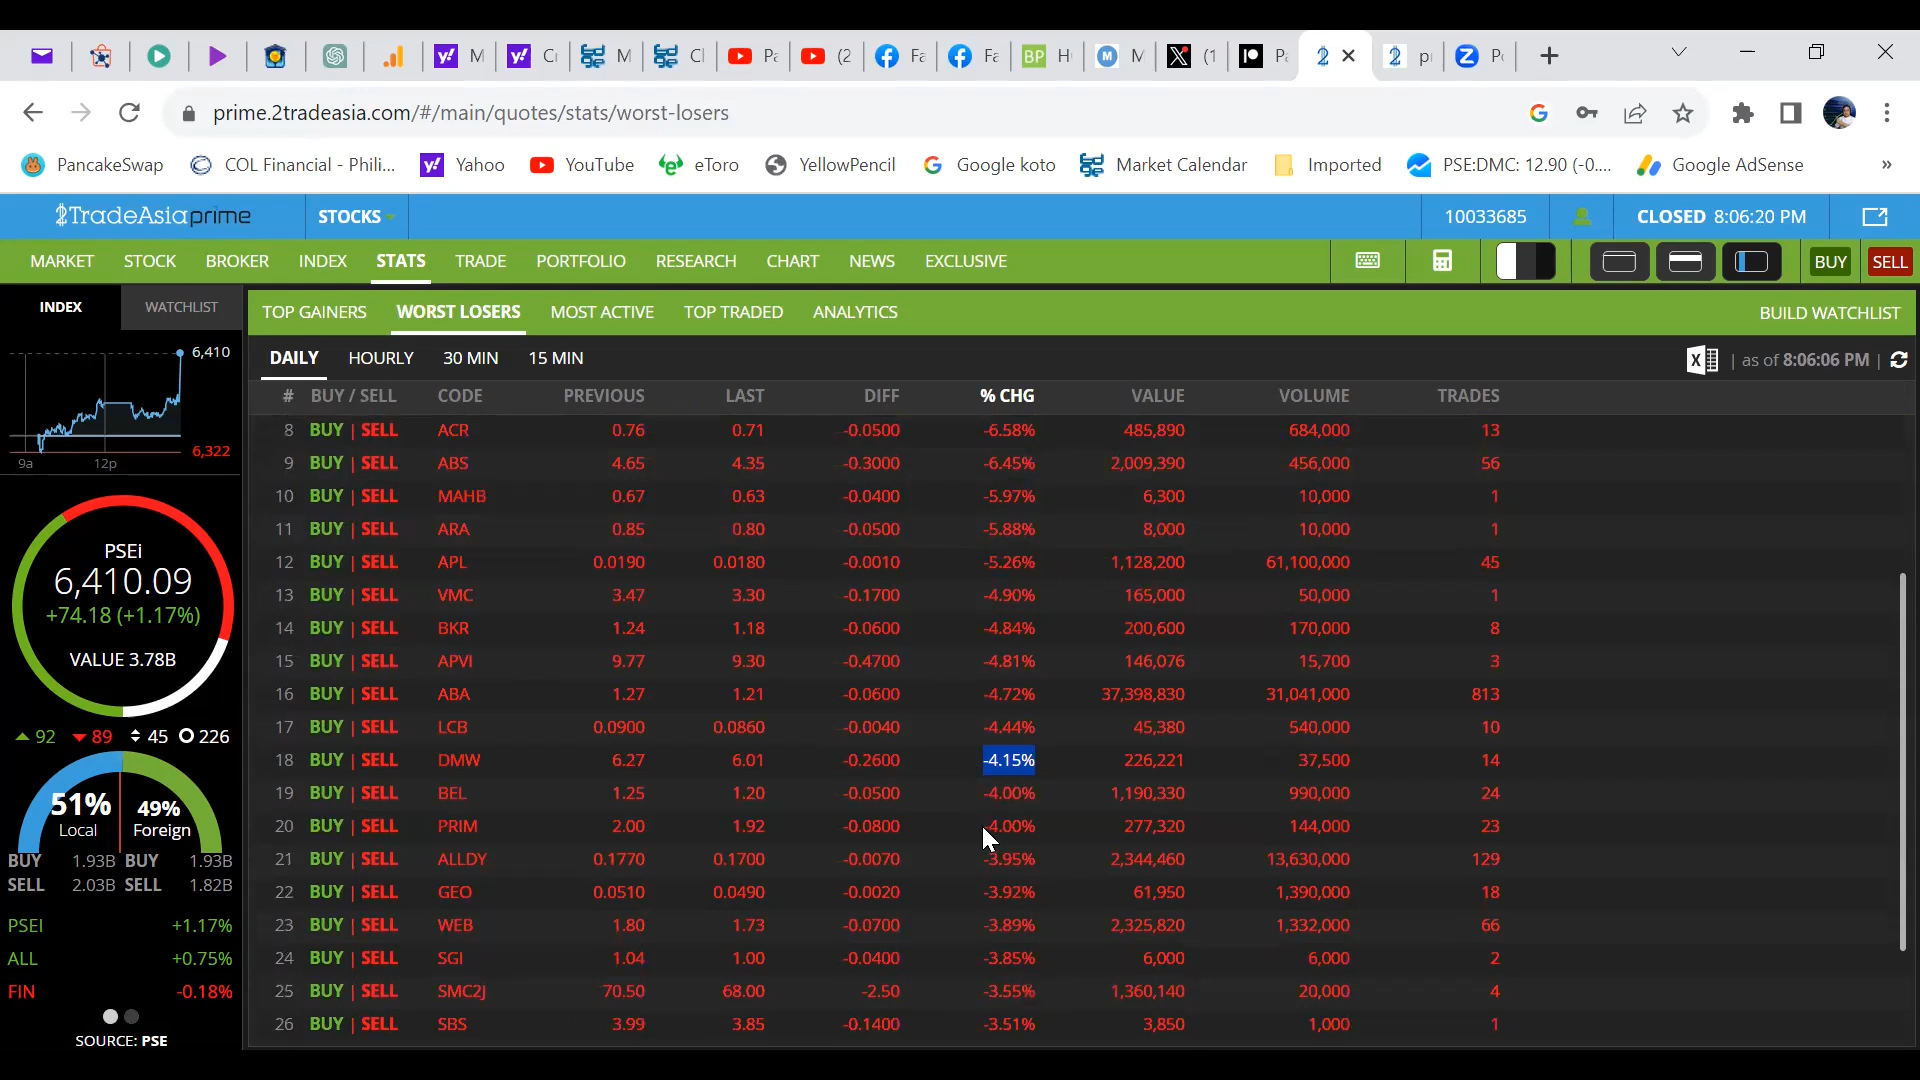 M
Cr
M
Cl
Pa
(2
Fa
Fa
BP H
M
(1
Pa
pr
Po
prime.2tradeasia.com/#/main/quotes/stats/worst-losers
PancakeSwap COL Financial - Phili... Yahoo YouTube eToro YellowPencil Google koto Market Calendar Imported PSE:DMC: 12.90 (-0.... Google AdSense »
2TradeAsiaprime STOCKS 10033685 CLOSED 8:06:20 PM
MARKET STOCK BROKER INDEX STATS TRADE PORTFOLIO RESEARCH CHART NEWS EXCLUSIVE BUY SELL
INDEX WATCHLIST
6,410
6,322
9a 12p
PSEi
6,410.09
+74.18 (+1.17%)
VALUE 3.78B
92 89 45 226
51% Local 49% Foreign
BUY 1.93B BUY 1.93B
SELL 2.03B SELL 1.82B
PSEI +1.17%
ALL +0.75%
FIN -0.18%
SOURCE: PSE
TOP GAINERS WORST LOSERS MOST ACTIVE TOP TRADED ANALYTICS BUILD WATCHLIST
DAILY HOURLY 30 MIN 15 MIN | as of 8:06:06 PM |
# BUY / SELL CODE PREVIOUS LAST DIFF % CHG VALUE VOLUME TRADES
8 BUY | SELL ACR 0.76 0.71 -0.0500 -6.58% 485,890 684,000 13
9 BUY | SELL ABS 4.65 4.35 -0.3000 -6.45% 2,009,390 456,000 56
10 BUY | SELL MAHB 0.67 0.63 -0.0400 -5.97% 6,300 10,000 1
11 BUY | SELL ARA 0.85 0.80 -0.0500 -5.88% 8,000 10,000 1
12 BUY | SELL APL 0.0190 0.0180 -0.0010 -5.26% 1,128,200 61,100,000 45
13 BUY | SELL VMC 3.47 3.30 -0.1700 -4.90% 165,000 50,000 1
14 BUY | SELL BKR 1.24 1.18 -0.0600 -4.84% 200,600 170,000 8
15 BUY | SELL APVI 9.77 9.30 -0.4700 -4.81% 146,076 15,700 3
16 BUY | SELL ABA 1.27 1.21 -0.0600 -4.72% 37,398,830 31,041,000 813
17 BUY | SELL LCB 0.0900 0.0860 -0.0040 -4.44% 45,380 540,000 10
18 BUY | SELL DMW 6.27 6.01 -0.2600 -4.15% 226,221 37,500 14
19 BUY | SELL BEL 1.25 1.20 -0.0500 -4.00% 1,190,330 990,000 24
20 BUY | SELL PRIM 2.00 1.92 -0.0800 -4.00% 277,320 144,000 23
21 BUY | SELL ALLDY 0.1770 0.1700 -0.0070 -3.95% 2,344,460 13,630,000 129
22 BUY | SELL GEO 0.0510 0.0490 -0.0020 -3.92% 61,950 1,390,000 18
23 BUY | SELL WEB 1.80 1.73 -0.0700 -3.89% 2,325,820 1,332,000 66
24 BUY | SELL SGI 1.04 1.00 -0.0400 -3.85% 6,000 6,000 2
25 BUY | SELL SMC2J 70.50 68.00 -2.50 -3.55% 1,360,140 20,000 4
26 BUY | SELL SBS 3.99 3.85 -0.1400 -3.51% 3,850 1,000 1